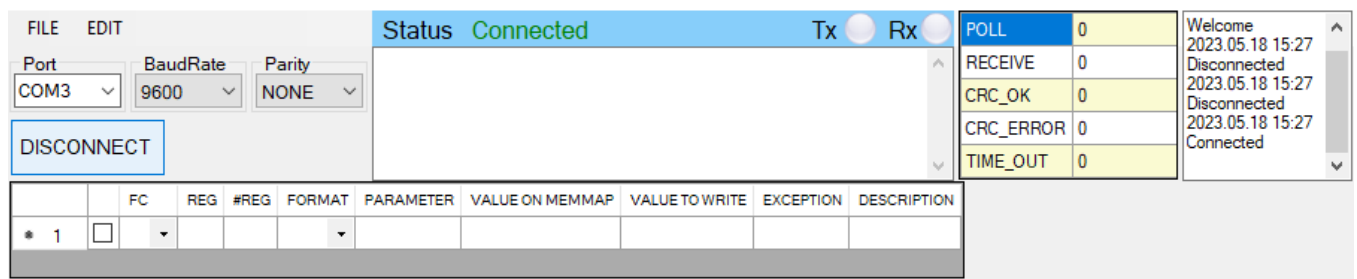 FILE EDIT
Status Connected Tx Rx
Port BaudRate Parity
COM3 9600 NONE
DISCONNECT
POLL 0
RECEIVE 0
CRC_OK 0
CRC_ERROR 0
TIME_OUT 0
Welcome
2023.05.18 15:27
Disconnected
2023.05.18 15:27
Disconnected
2023.05.18 15:27
Connected
FC REG #REG FORMAT PARAMETER VALUE ON MEMMAP VALUE TO WRITE EXCEPTION DESCRIPTION
* 1